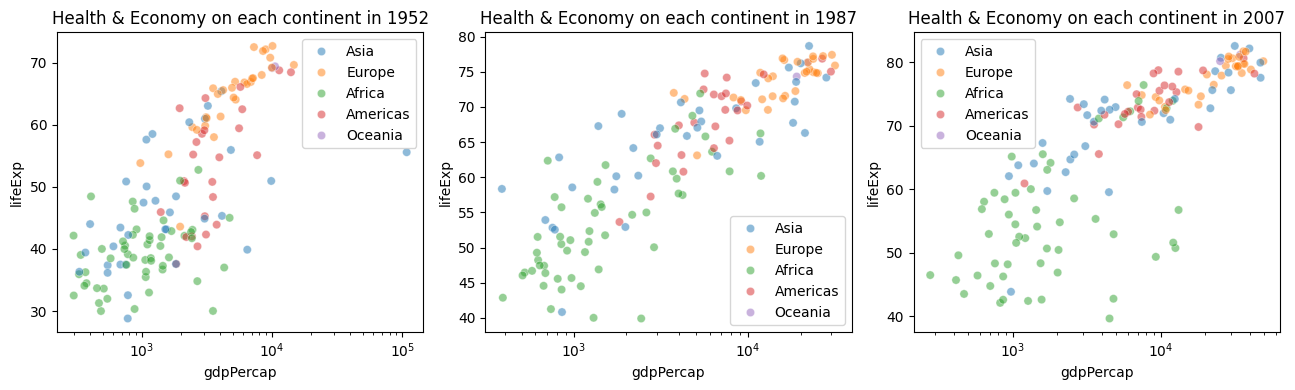 Health & Economy on each continent in 1952
lifeExp
70
60
50
40
30
Asia
Europe
Africa
Americas
Oceania
10³
10⁴
10⁵
gdpPercap
Health & Economy on each continent in 1987
lifeExp
80
75
70
65
60
55
50
45
40
Asia
Europe
Africa
Americas
Oceania
10³
10⁴
gdpPercap
Health & Economy on each continent in 2007
lifeExp
80
70
60
50
40
Asia
Europe
Africa
Americas
Oceania
10³
10⁴
gdpPercap